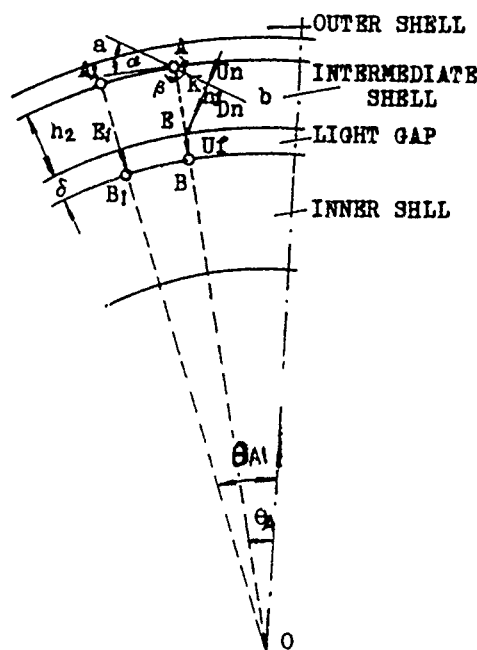 OUTER SHELL
a
A
α
Un
A1
INTERMEDIATE
SHELL
β
K
b
Dn
h2
E1
E
LIGHT GAP
Uf
δ
B1
B
INNER SHLL
θA1
θA
O